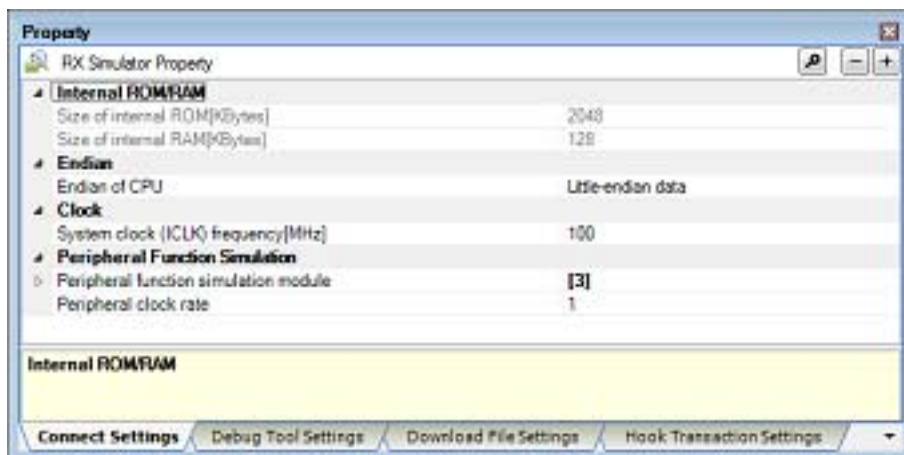 Property
RX Simulator Property
Internal ROM/RAM
Size of internal ROM[KBytes] 2048
Size of internal RAM[KBytes] 128
Endian
Endian of CPU Little-endian data
Clock
System clock (ICLK) frequency[MHz] 100
Peripheral Function Simulation
Peripheral function simulation module [3]
Peripheral clock rate 1
Internal ROM/RAM
Connect Settings Debug Tool Settings Download File Settings Hook Transaction Settings